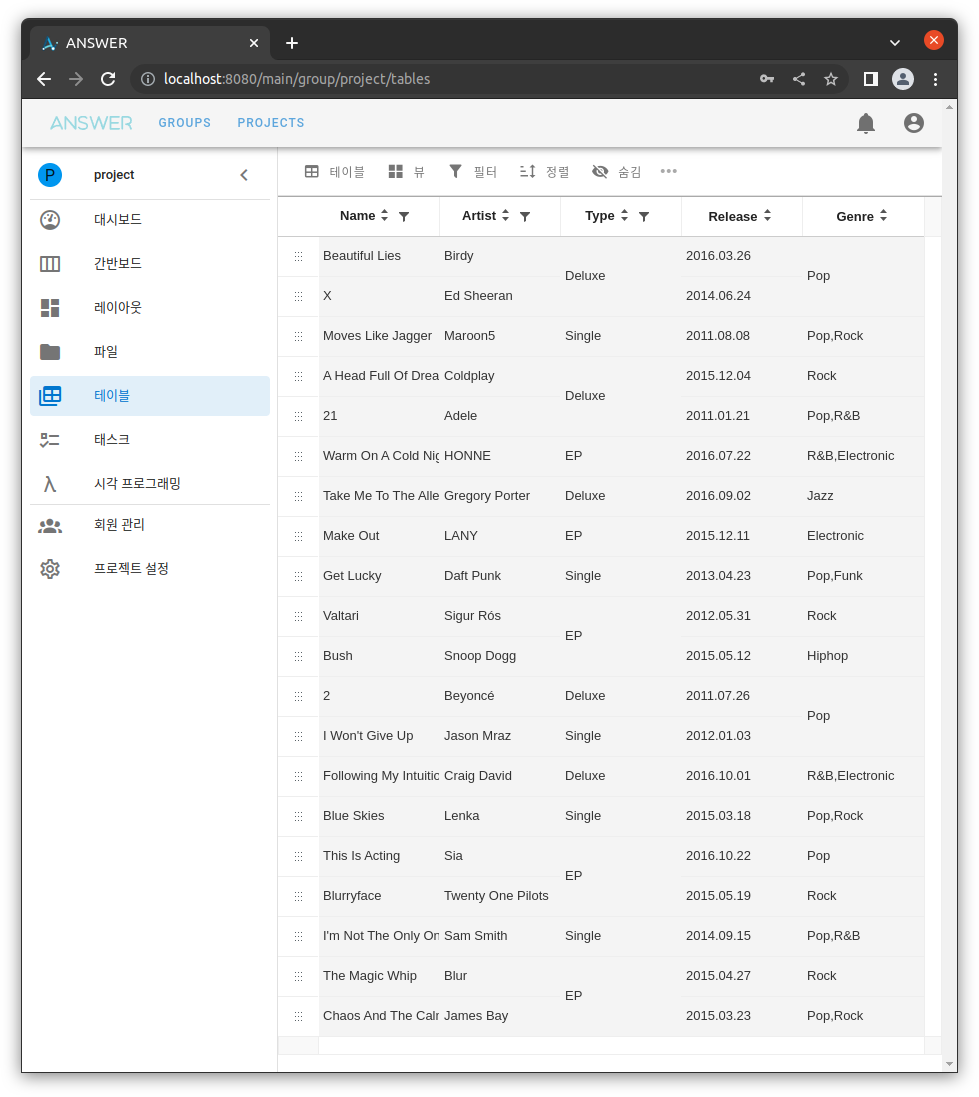 ANSWER
localhost:8080/main/group/project/tables
ANSWER GROUPS PROJECTS
P project
대시보드
간반보드
레이아웃
파일
테이블
태스크
시각 프로그래밍
회원 관리
프로젝트 설정
테이블 뷰 필터 정렬 숨김
Name Artist Type Release Genre
Beautiful Lies Birdy Deluxe 2016.03.26 Pop
X Ed Sheeran 2014.06.24
Moves Like Jagger Maroon5 Single 2011.08.08 Pop,Rock
A Head Full Of Drea Coldplay Deluxe 2015.12.04 Rock
21 Adele 2011.01.21 Pop,R&B
Warm On A Cold Nig HONNE EP 2016.07.22 R&B,Electronic
Take Me To The Alle Gregory Porter Deluxe 2016.09.02 Jazz
Make Out LANY EP 2015.12.11 Electronic
Get Lucky Daft Punk Single 2013.04.23 Pop,Funk
Valtari Sigur Rós EP 2012.05.31 Rock
Bush Snoop Dogg 2015.05.12 Hiphop
2 Beyoncé Deluxe 2011.07.26 Pop
I Won't Give Up Jason Mraz Single 2012.01.03
Following My Intuitic Craig David Deluxe 2016.10.01 R&B,Electronic
Blue Skies Lenka Single 2015.03.18 Pop,Rock
This Is Acting Sia EP 2016.10.22 Pop
Blurryface Twenty One Pilots 2015.05.19 Rock
I'm Not The Only On Sam Smith Single 2014.09.15 Pop,R&B
The Magic Whip Blur EP 2015.04.27 Rock
Chaos And The Calr James Bay 2015.03.23 Pop,Rock